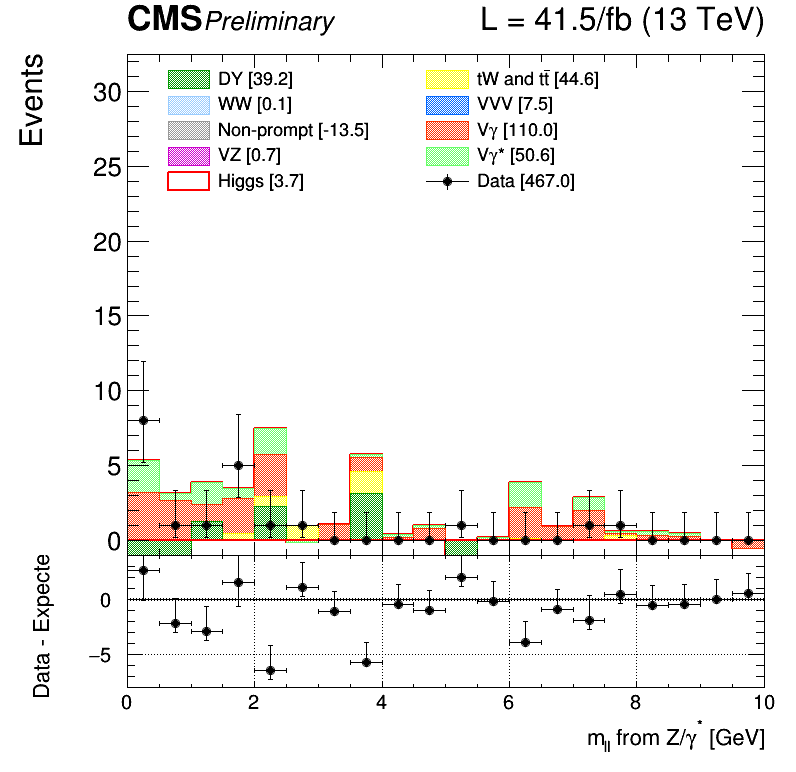 CMS Preliminary L = 41.5/fb (13 TeV)
Events
DY [39.2]
tW and tt̄ [44.6]
WW [0.1]
VVV [7.5]
Non-prompt [-13.5]
Vγ [110.0]
VZ [0.7]
Vγ* [50.6]
Higgs [3.7]
Data [467.0]
30
25
20
15
10
5
0
Data - Expecte
0
−5
0 2 4 6 8 10
m_ll from Z/γ* [GeV]